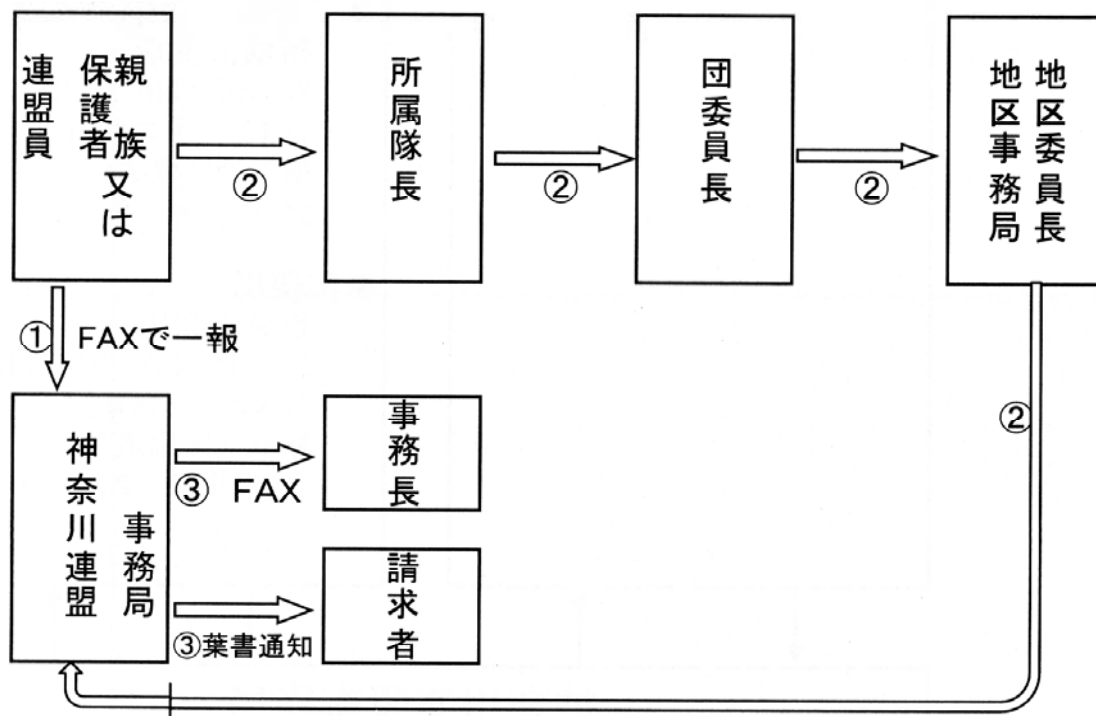 親族又は
保護者
連盟員
②
所属隊長
②
団委員長
②
地区委員長
地区事務局
① FAXで一報
②
神奈川連盟
事務局
③ FAX
事務長
③葉書通知
請求者